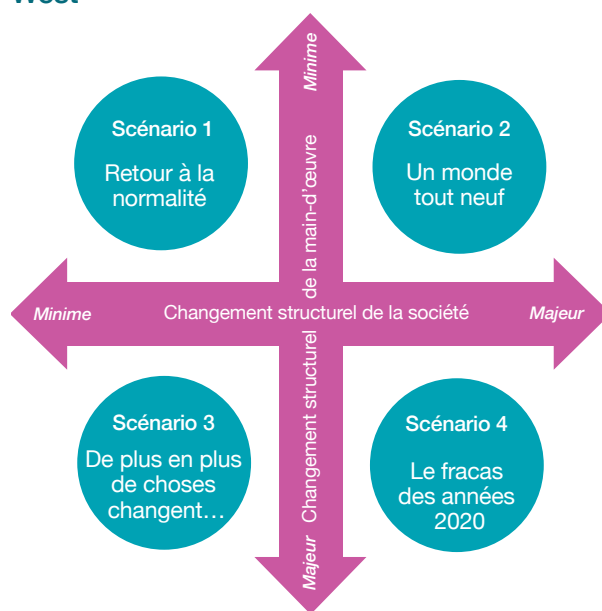 West
Minime
Scénario 1
Retour à la
normalité
Scénario 2
Un monde
tout neuf
Changement structurel de la main-d'œuvre
Minime
Changement structurel de la société
Majeur
Scénario 3
De plus en plus
de choses
changent…
Scénario 4
Le fracas
des années
2020
Majeur